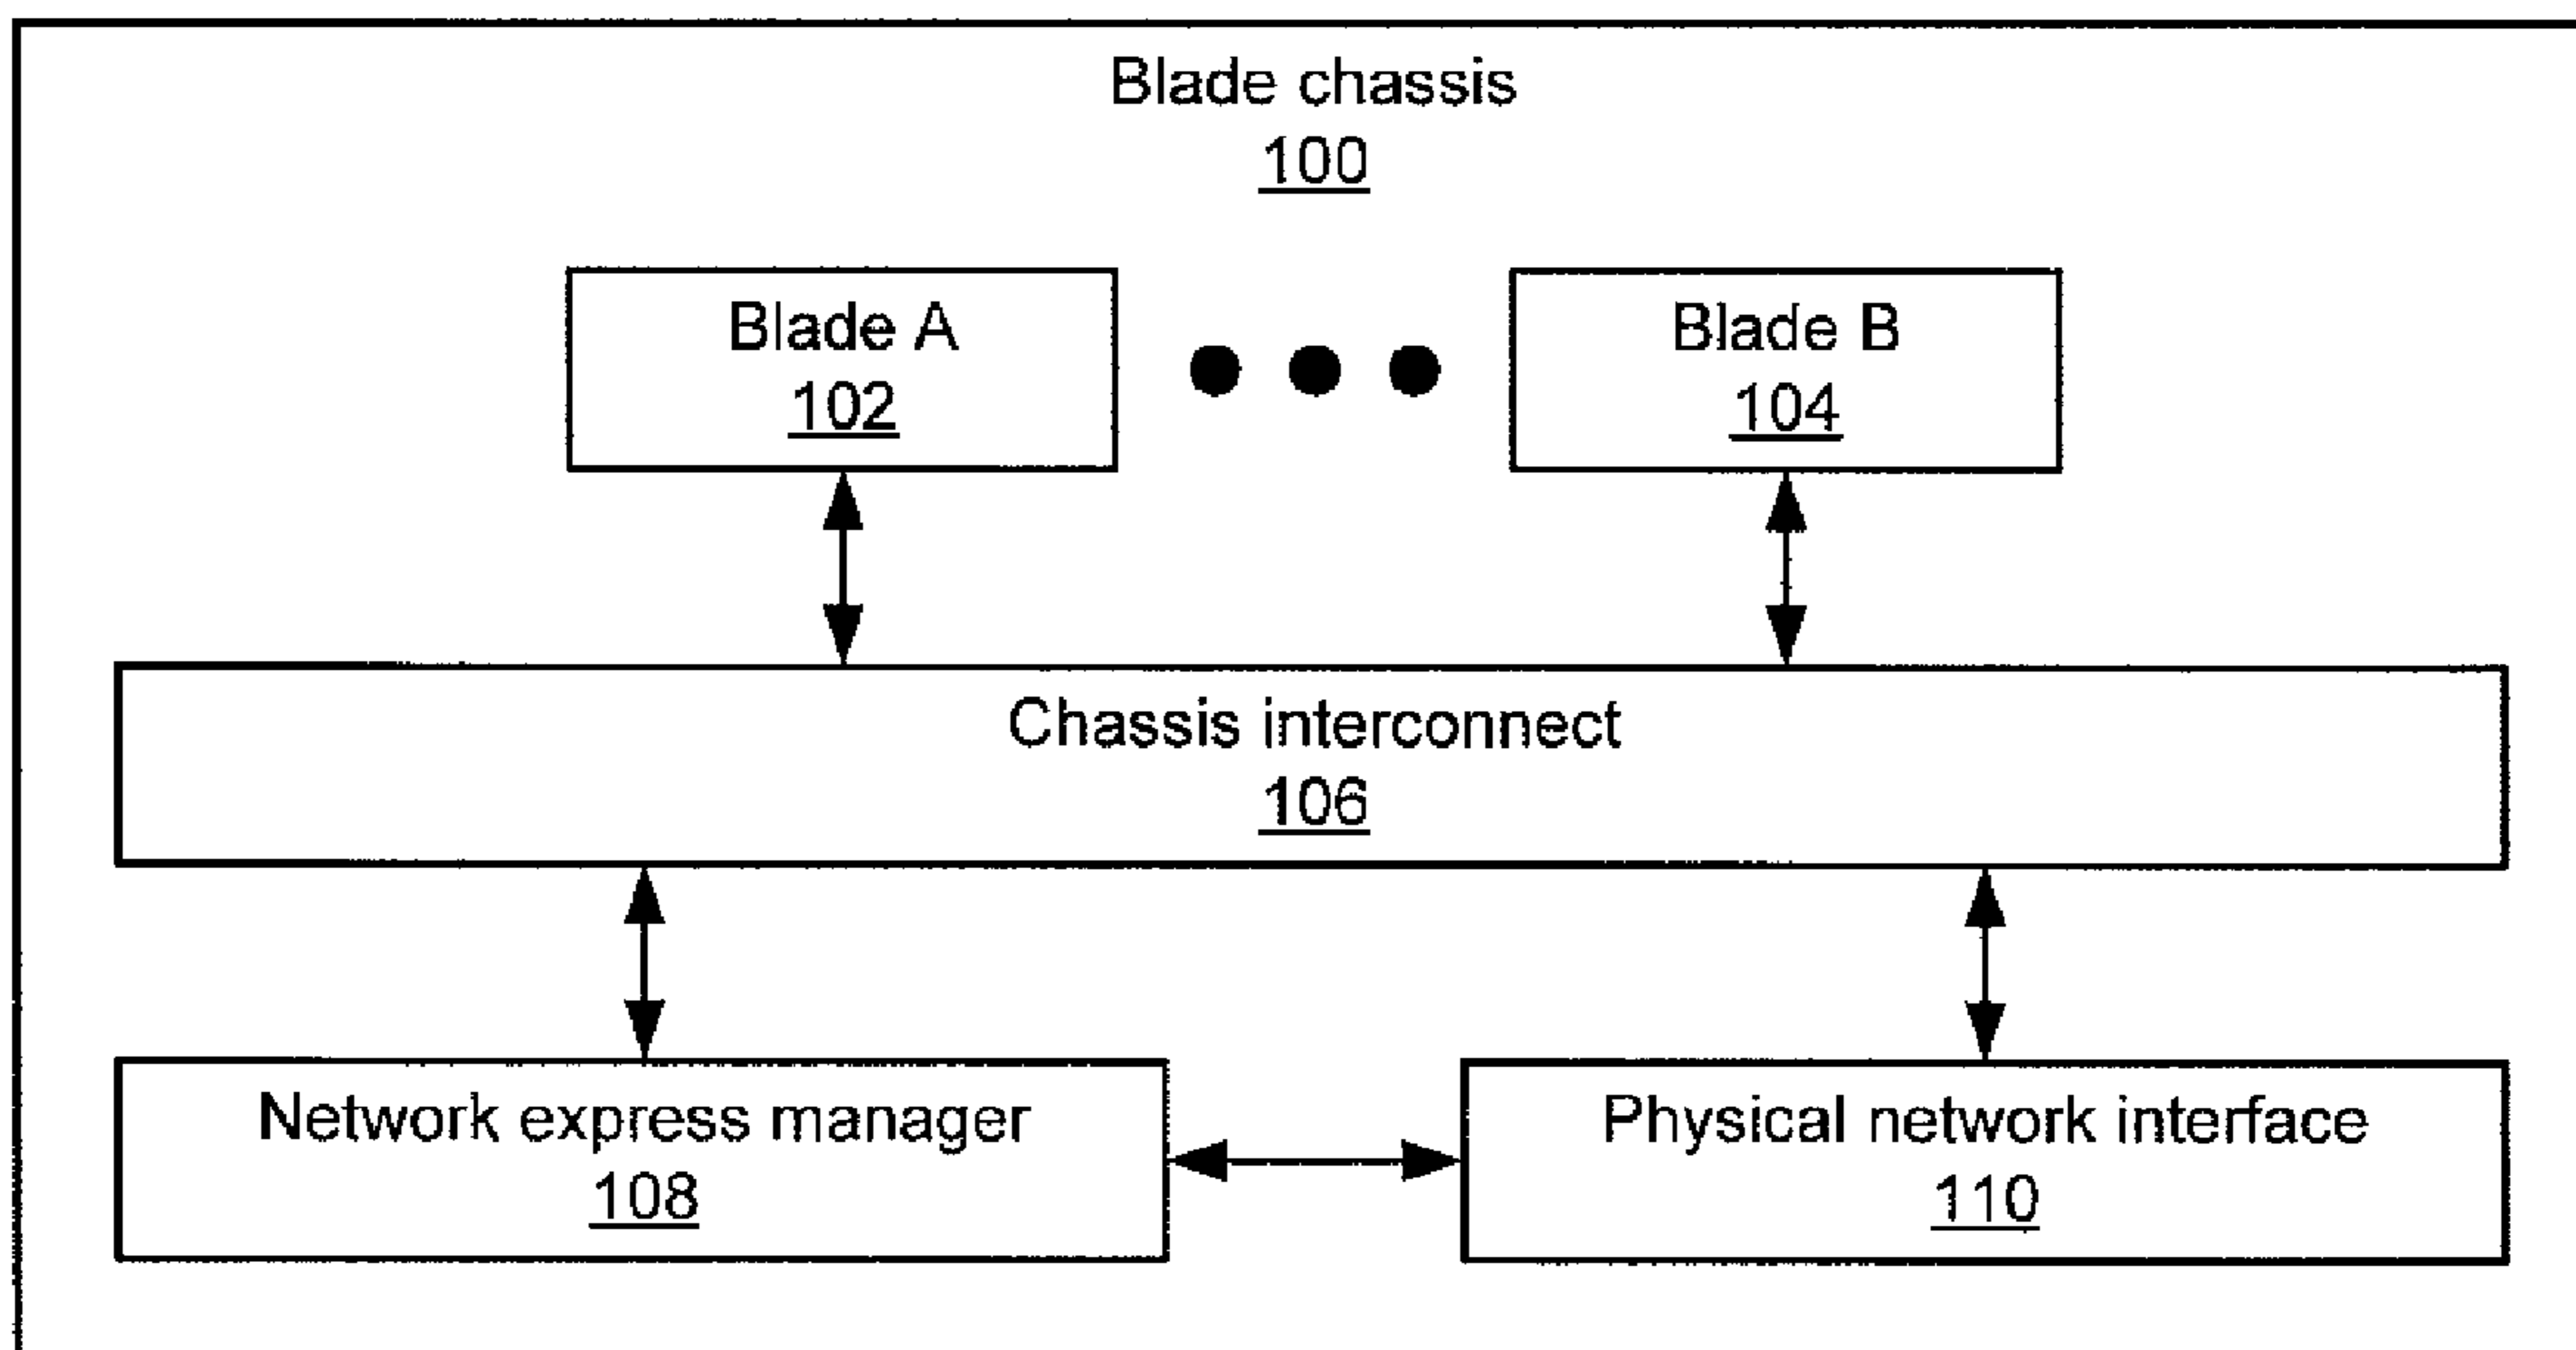 Blade chassis
100
Blade A
102
Blade B
104
Chassis interconnect
106
Network express manager
108
Physical network interface
110